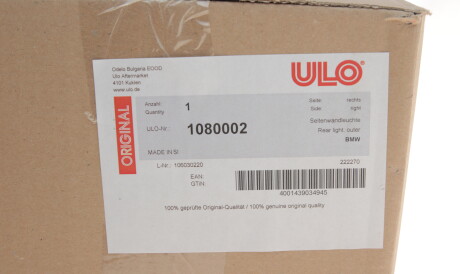 Odelo Bulgaria EOOD
Ulo Aftermarket
4101 Kuklen
www.ulo.de
ULO®
ORIGINAL
Anzahl: 1 Seite: rechts
Quantity Side: right
ULO-Nr.: 1080002 Seitenwandleuchte
Rear light, outer
BMW
MADE IN SI
L-Nr.: 106030220 222270
EAN:
GTIN:
4001439034945
100% geprüfte Original-Qualität / 100% genuine original quality